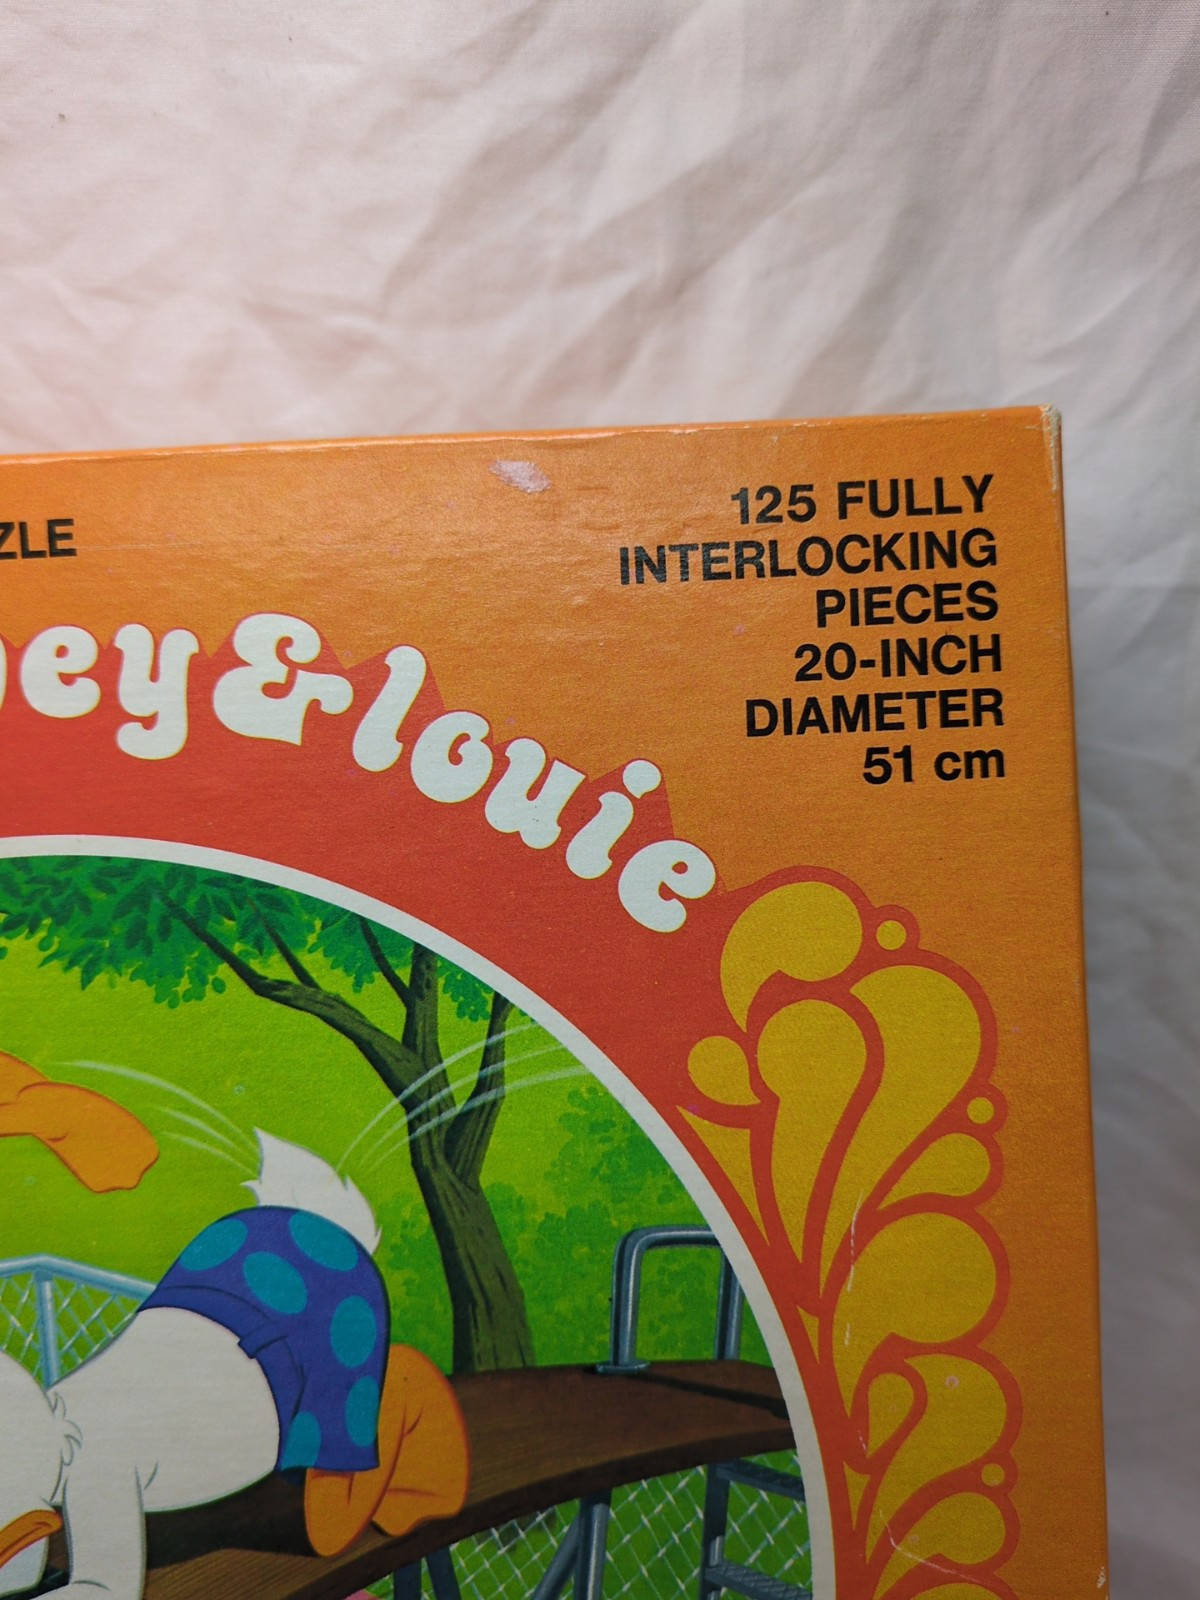 ZLE
125 FULLY
INTERLOCKING
PIECES
20-INCH
DIAMETER
51 cm
ey & louie